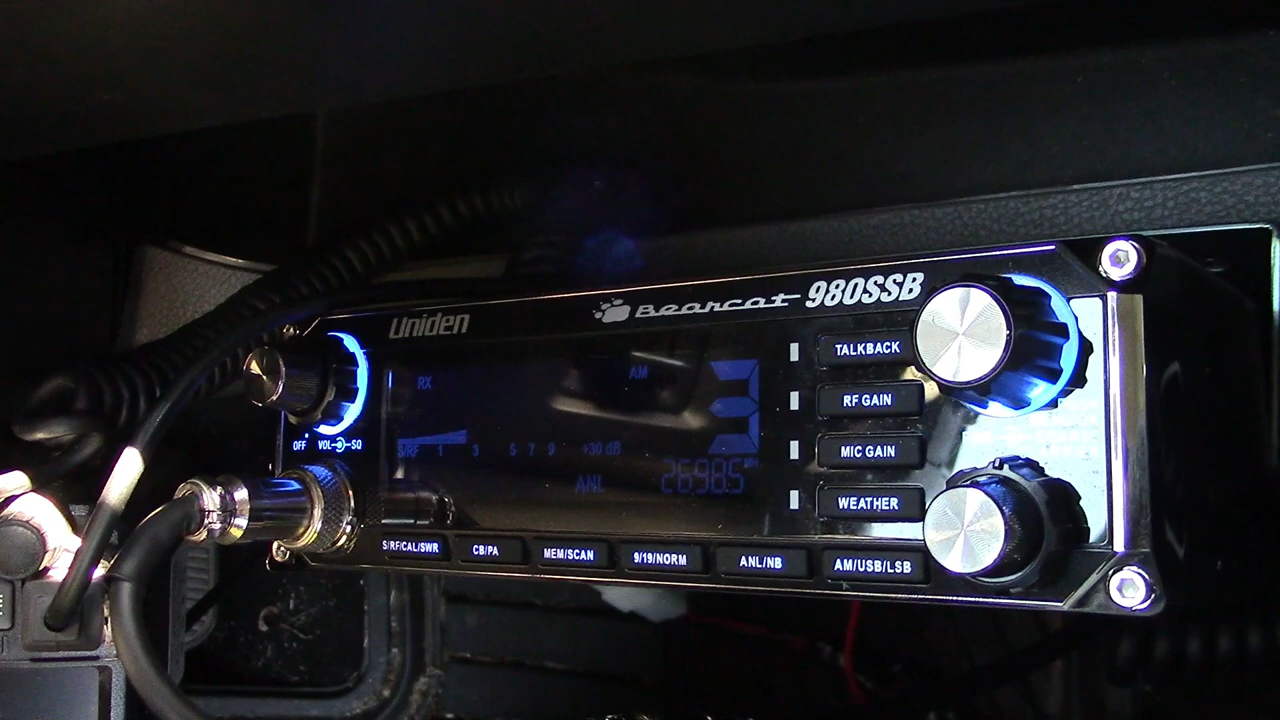 Uniden
Bearcat 980SSB
RX
AM
3
S/RF 1 3 5 7 9 +30 dB
ANL
26.985
OFF VOL SQ
TALKBACK
RF GAIN
MIC GAIN
WEATHER
S/RF/CAL/SWR
CB/PA
MEM/SCAN
9/19/NORM
ANL/NB
AM/USB/LSB